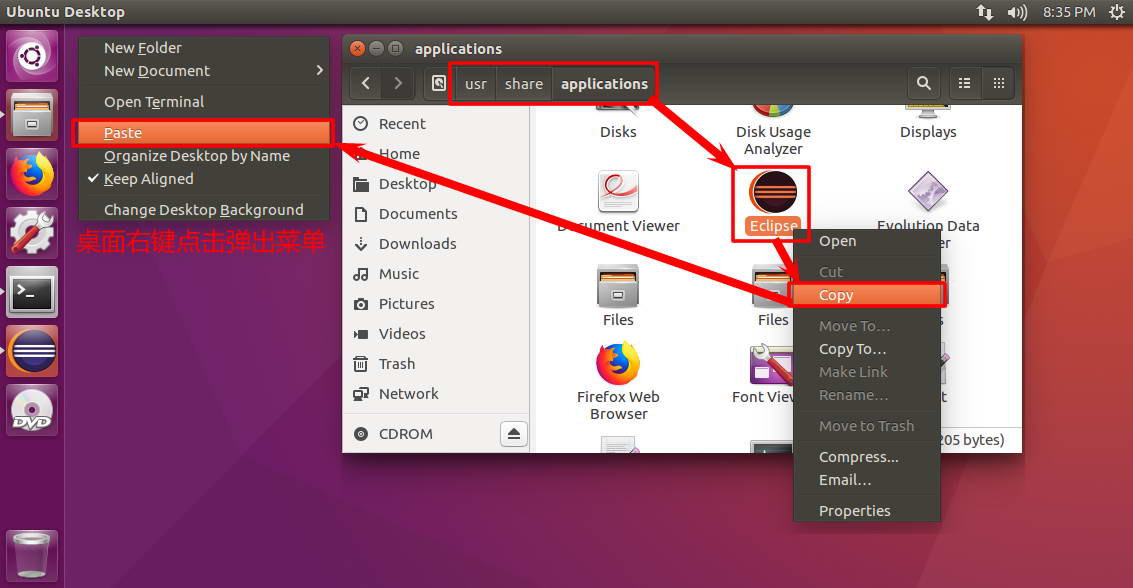 Ubuntu Desktop
8:35 PM
New Folder
New Document
Open Terminal
Paste
Organize Desktop by Name
Keep Aligned
Change Desktop Background
桌面右键点击弹出菜单
applications
usr
share
applications
Recent
Home
Desktop
Documents
Downloads
Music
Pictures
Videos
Trash
Network
CDROM
Disks
Disk Usage
Analyzer
Displays
Document Viewer
Eclipse
Evolution Data
Files
Files
Firefox Web
Browser
Font View
205 bytes)
Open
Cut
Copy
Move To…
Copy To…
Make Link
Rename…
Move to Trash
Compress...
Email…
Properties
DVD